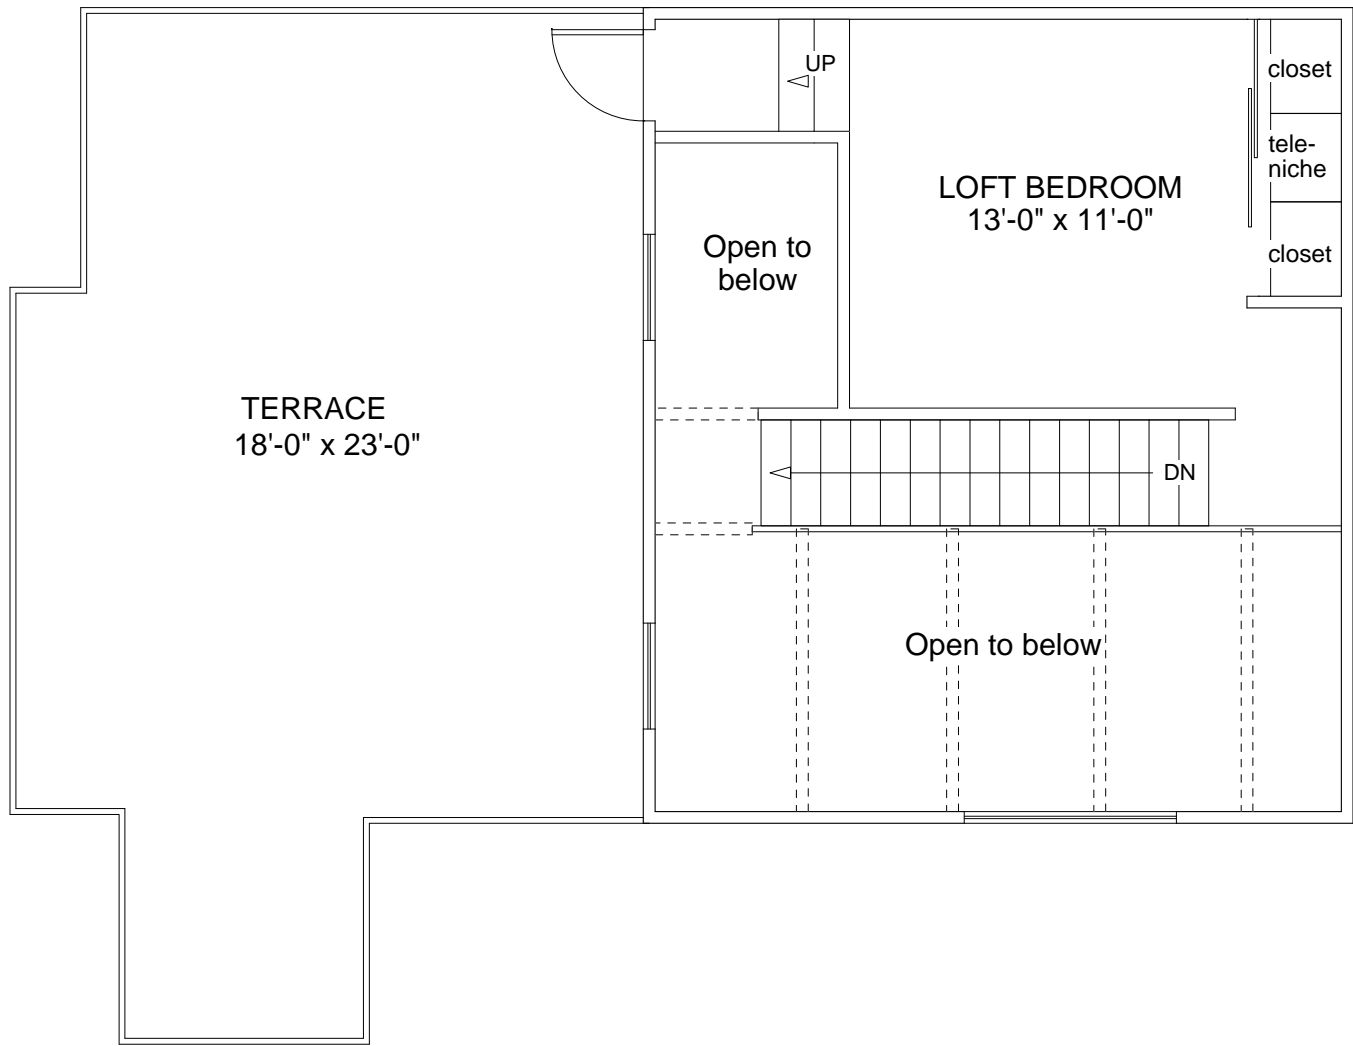 UP
closet
tele-
niche
closet
LOFT BEDROOM
13'-0" x 11'-0"
Open to
below
TERRACE
18'-0" x 23'-0"
DN
Open to below